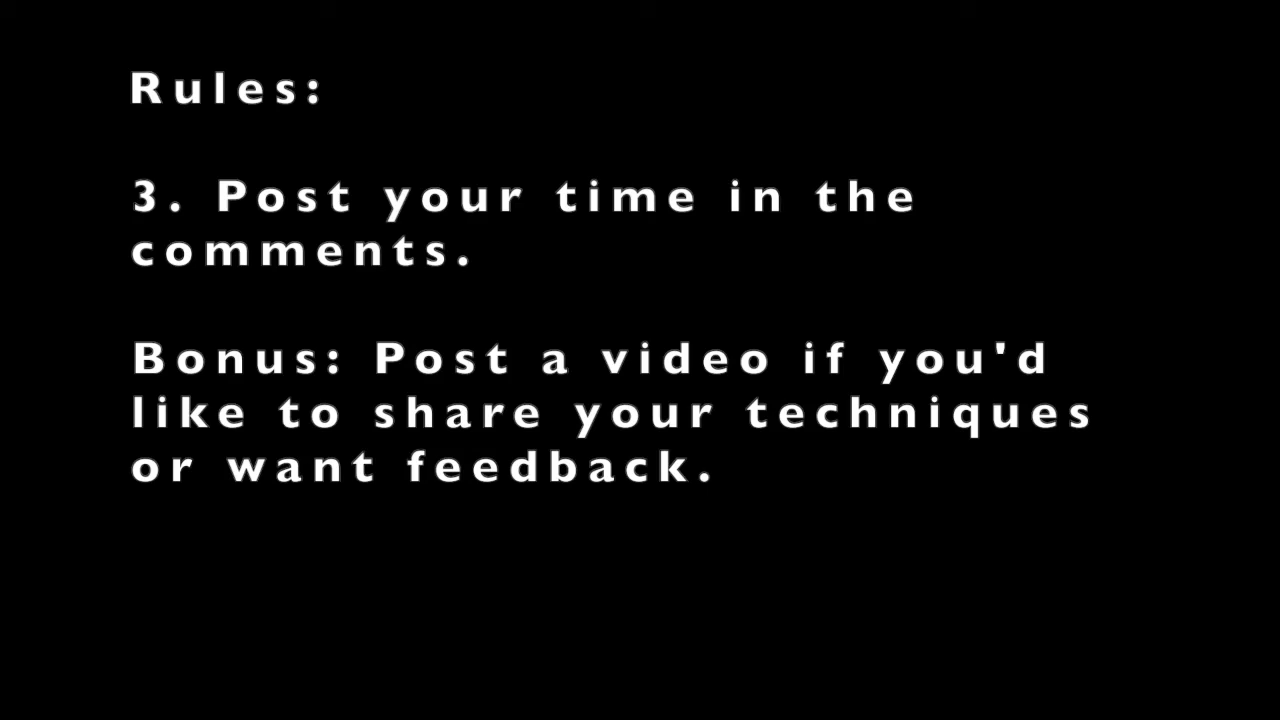 Rules:
3. Post your time in the
comments.
Bonus: Post a video if you'd
like to share your techniques
or want feedback.